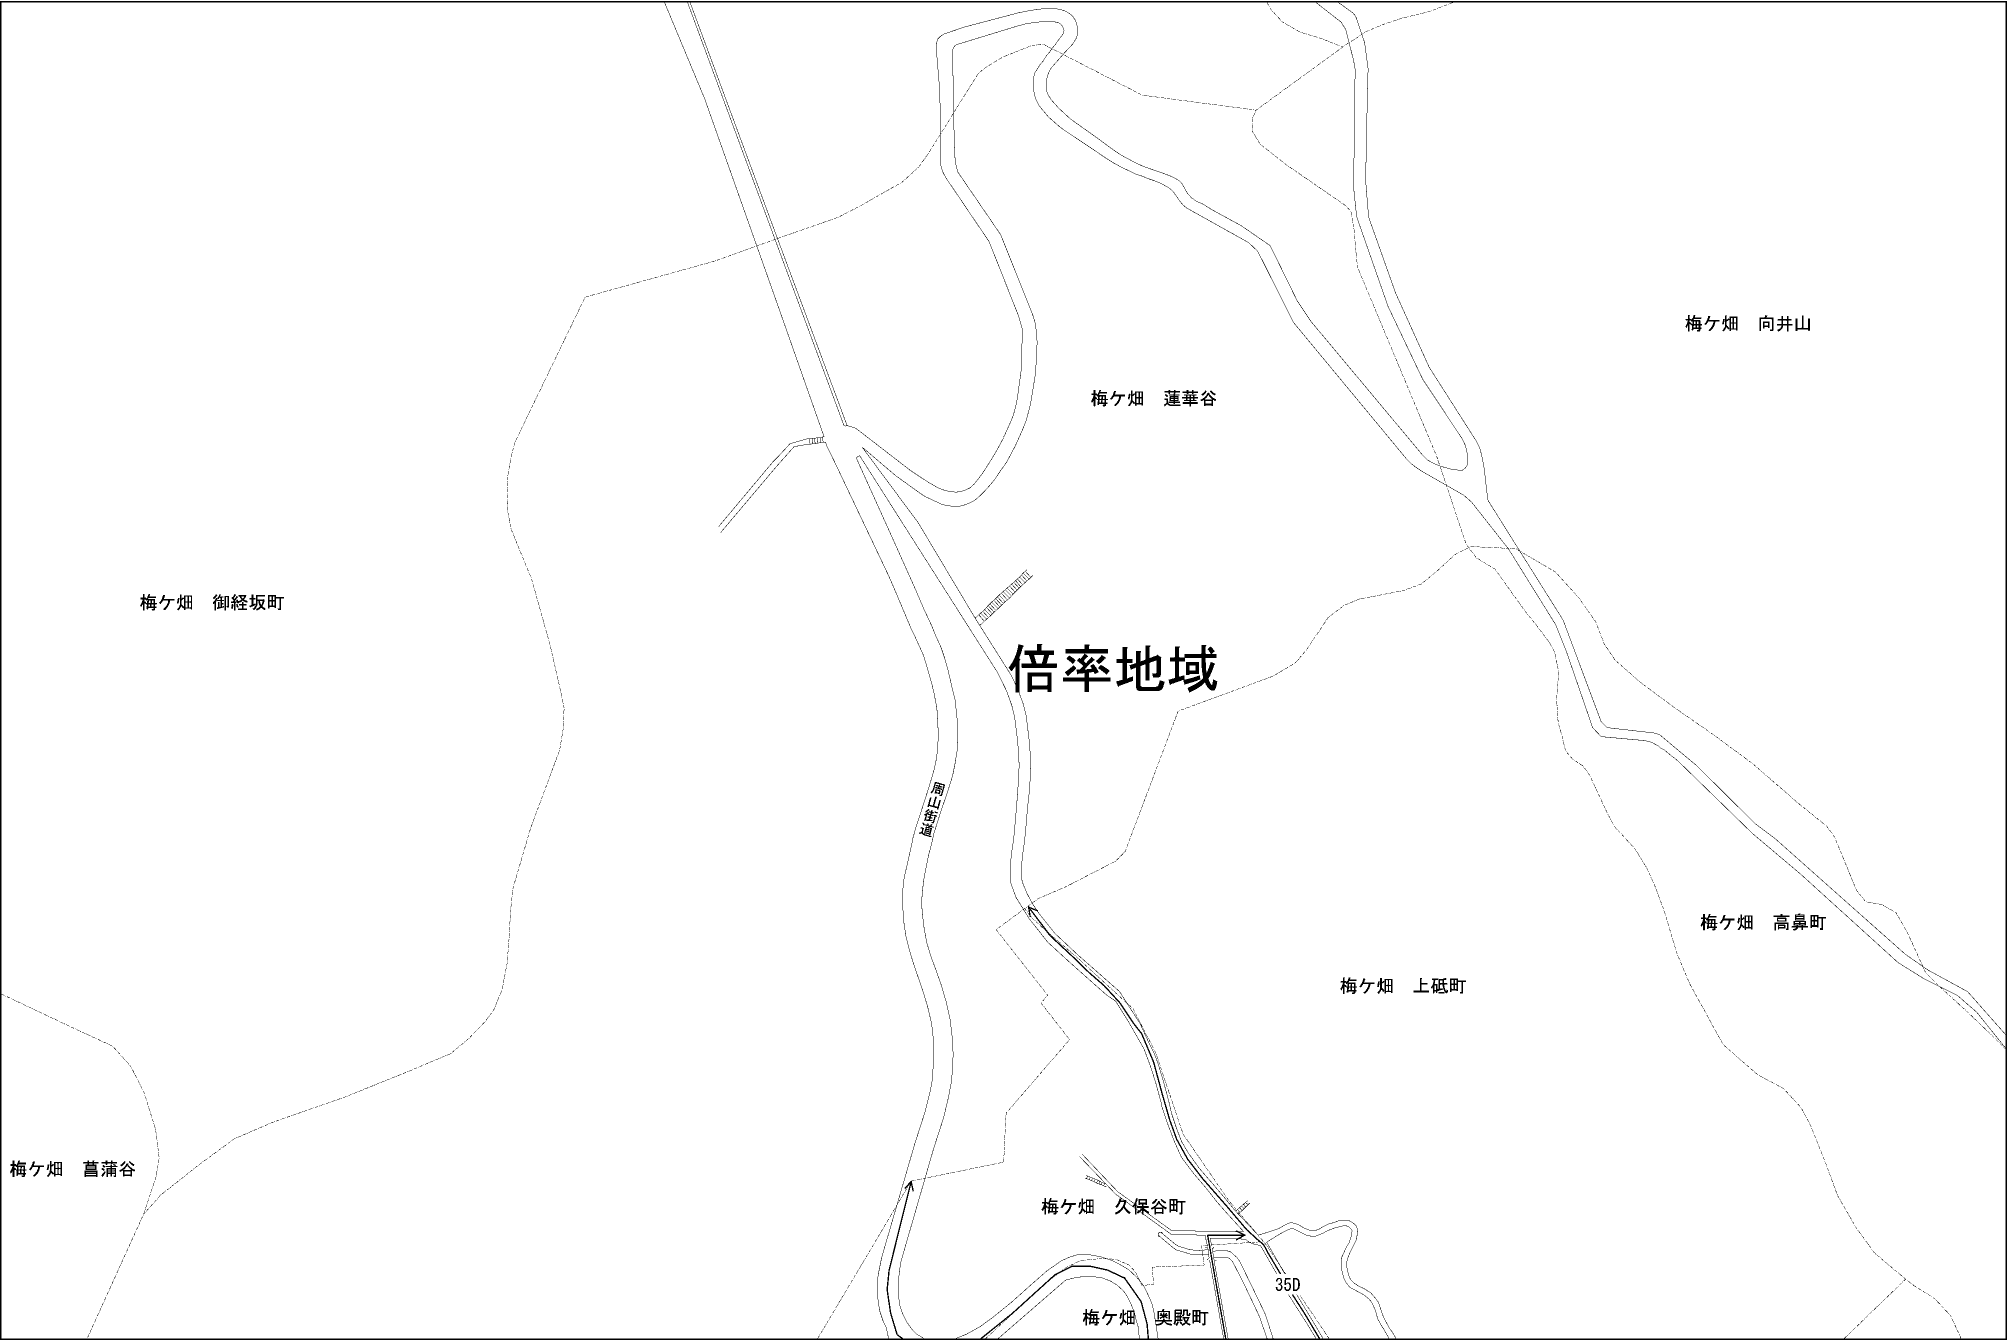 梅ケ畑　向井山
梅ケ畑　蓮華谷
梅ケ畑　御経坂町
倍率地域
周山街道
梅ケ畑　高鼻町
梅ケ畑　上砥町
梅ケ畑　菖蒲谷
梅ケ畑　久保谷町
35D
梅ケ畑　奥殿町